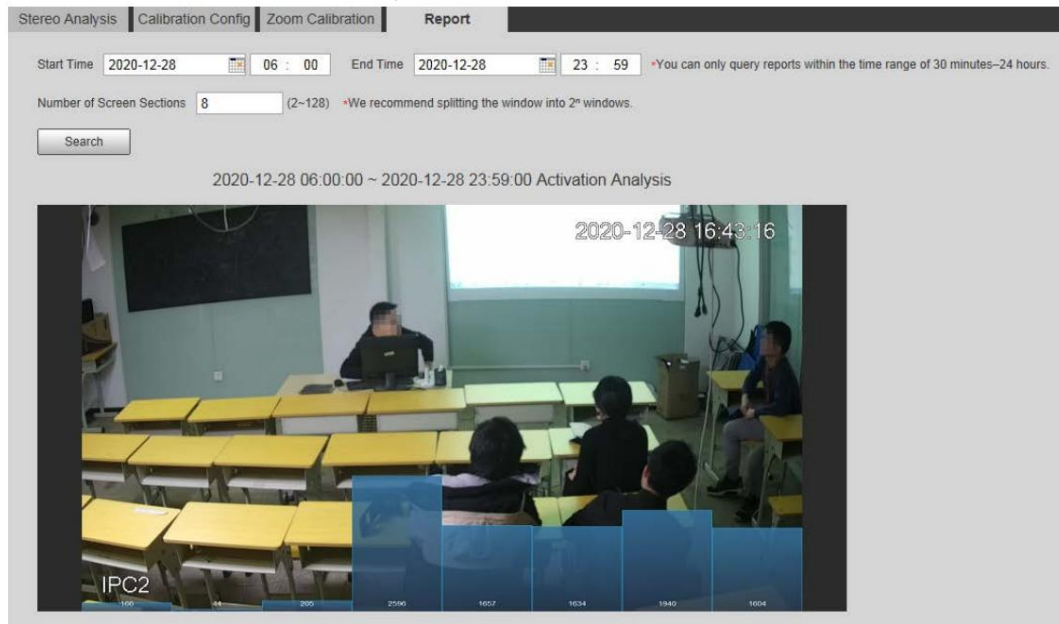 Stereo Analysis Calibration Config Zoom Calibration Report
Start Time 2020-12-28 06 : 00 End Time 2020-12-28 23 : 59 *You can only query reports within the time range of 30 minutes–24 hours.
Number of Screen Sections 8 (2~128) *We recommend splitting the window into 2ⁿ windows.
Search
2020-12-28 06:00:00 ~ 2020-12-28 23:59:00 Activation Analysis
2020-12-28 16:43:16
IPC2
44 205 2596 1657 1634 1940 1604